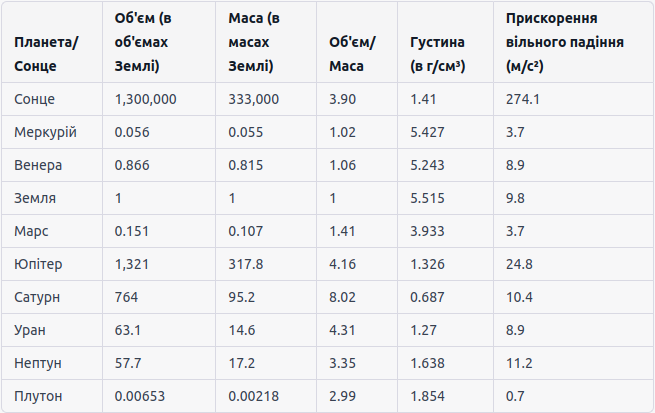 Планета/Сонце Об'єм (в об'ємах Землі) Маса (в масах Землі) Об'єм/Маса Густина (в г/см³) Прискорення вільного падіння (м/с²)
Сонце 1,300,000 333,000 3.90 1.41 274.1
Меркурій 0.056 0.055 1.02 5.427 3.7
Венера 0.866 0.815 1.06 5.243 8.9
Земля 1 1 1 5.515 9.8
Марс 0.151 0.107 1.41 3.933 3.7
Юпітер 1,321 317.8 4.16 1.326 24.8
Сатурн 764 95.2 8.02 0.687 10.4
Уран 63.1 14.6 4.31 1.27 8.9
Нептун 57.7 17.2 3.35 1.638 11.2
Плутон 0.00653 0.00218 2.99 1.854 0.7